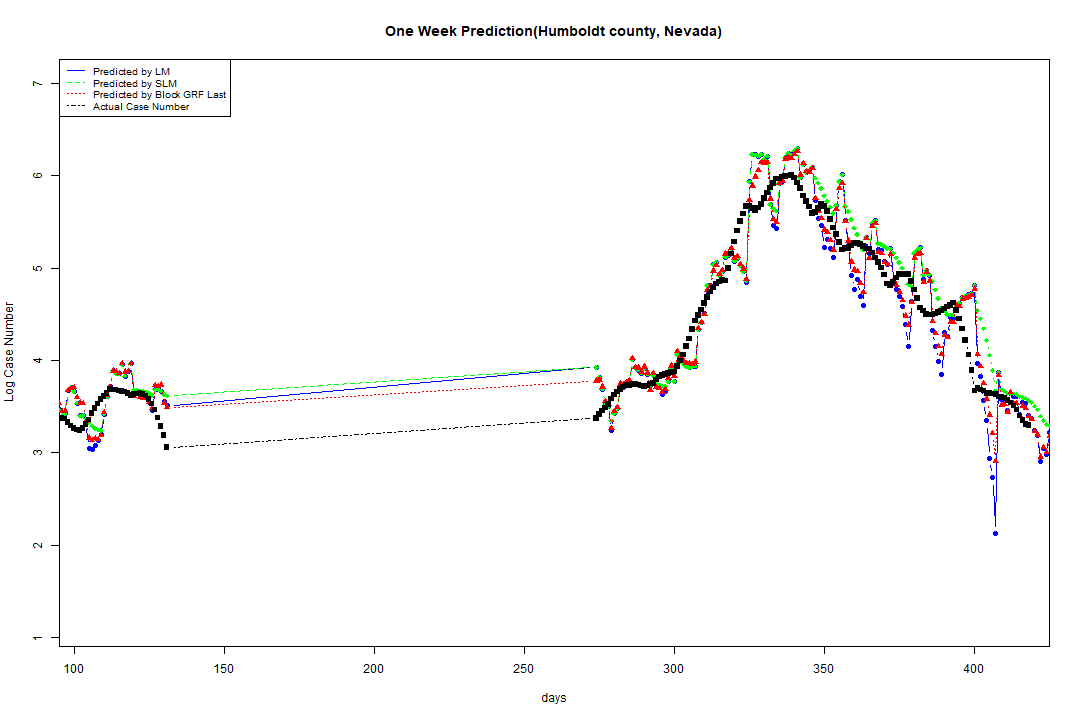 One Week Prediction(Humboldt county, Nevada)
Predicted by LM
Predicted by SLM
Predicted by Block GRF Last
Actual Case Number
Log Case Number
7
6
5
4
3
2
1
100 150 200 250 300 350 400
days